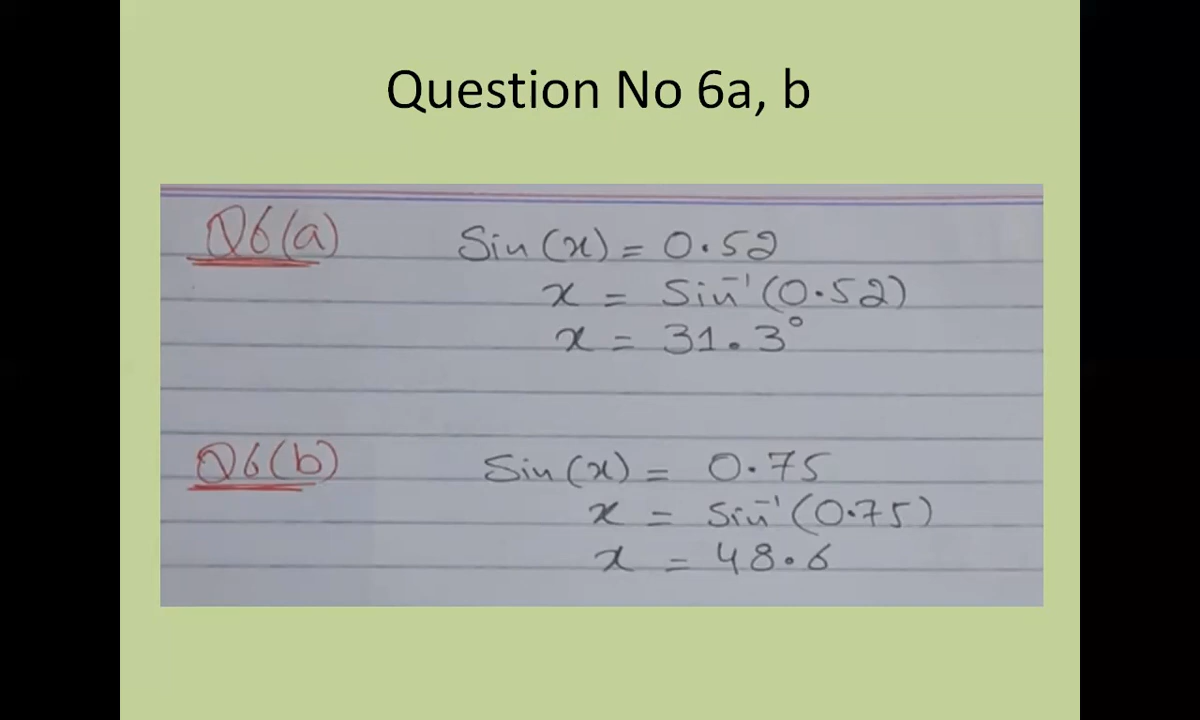 Question No 6a, b
Q6(a) Sin(x) = 0.52
x = Sin⁻¹(0.52)
x = 31.3°
Q6(b) Sin(x) = 0.75
x = Sin⁻¹(0.75)
x = 48.6